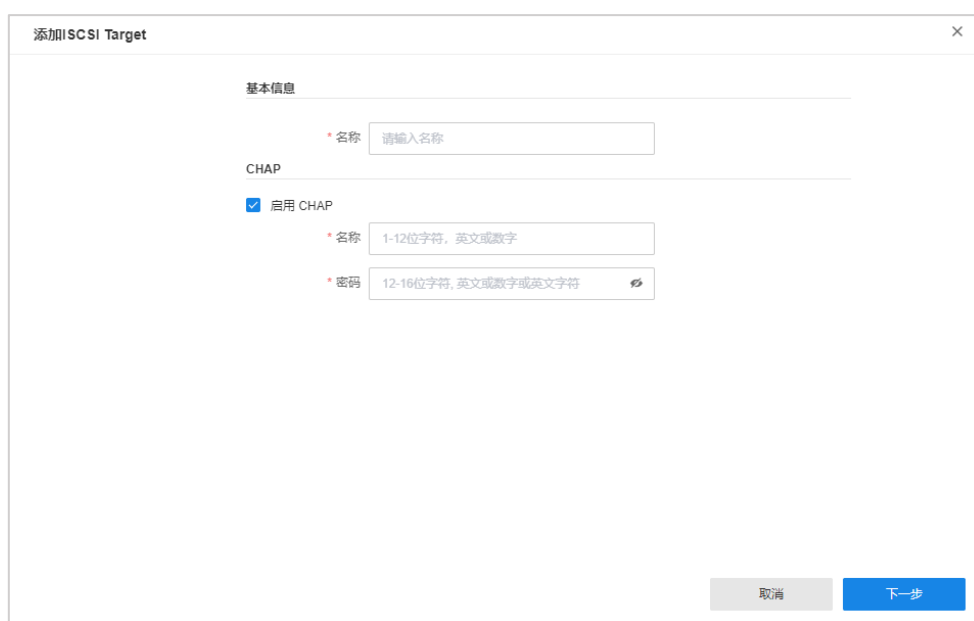 添加ISCSI Target
基本信息
* 名称 请输入名称
CHAP
启用 CHAP
* 名称 1-12位字符，英文或数字
* 密码 12-16位字符, 英文或数字或英文字符
取消 下一步